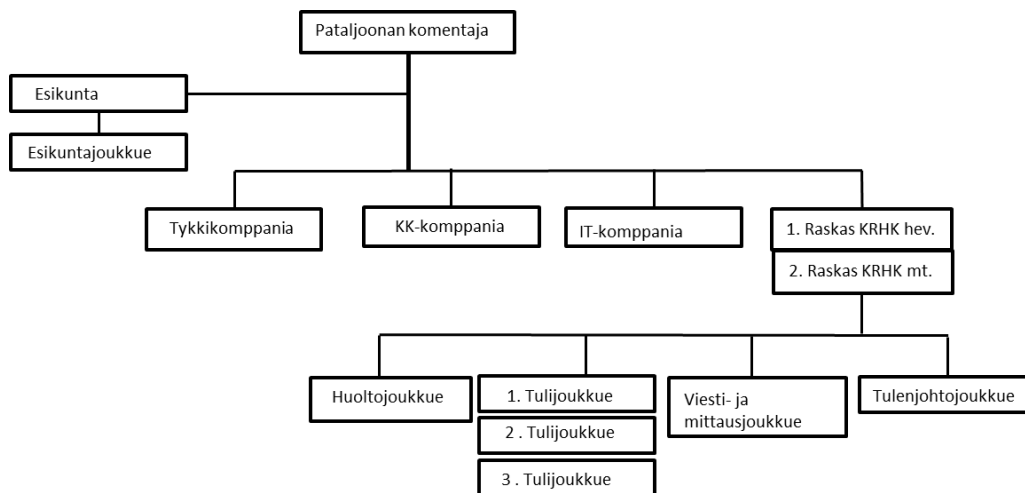 Pataljoonan komentaja
Esikunta
Esikuntajoukkue
Tykkikomppania
KK-komppania
IT-komppania
1. Raskas KRHK hev.
2. Raskas KRHK mt.
Huoltojoukkue
1. Tulijoukkue
2 . Tulijoukkue
3 . Tulijoukkue
Viesti- ja
mittausjoukkue
Tulenjohtojoukkue